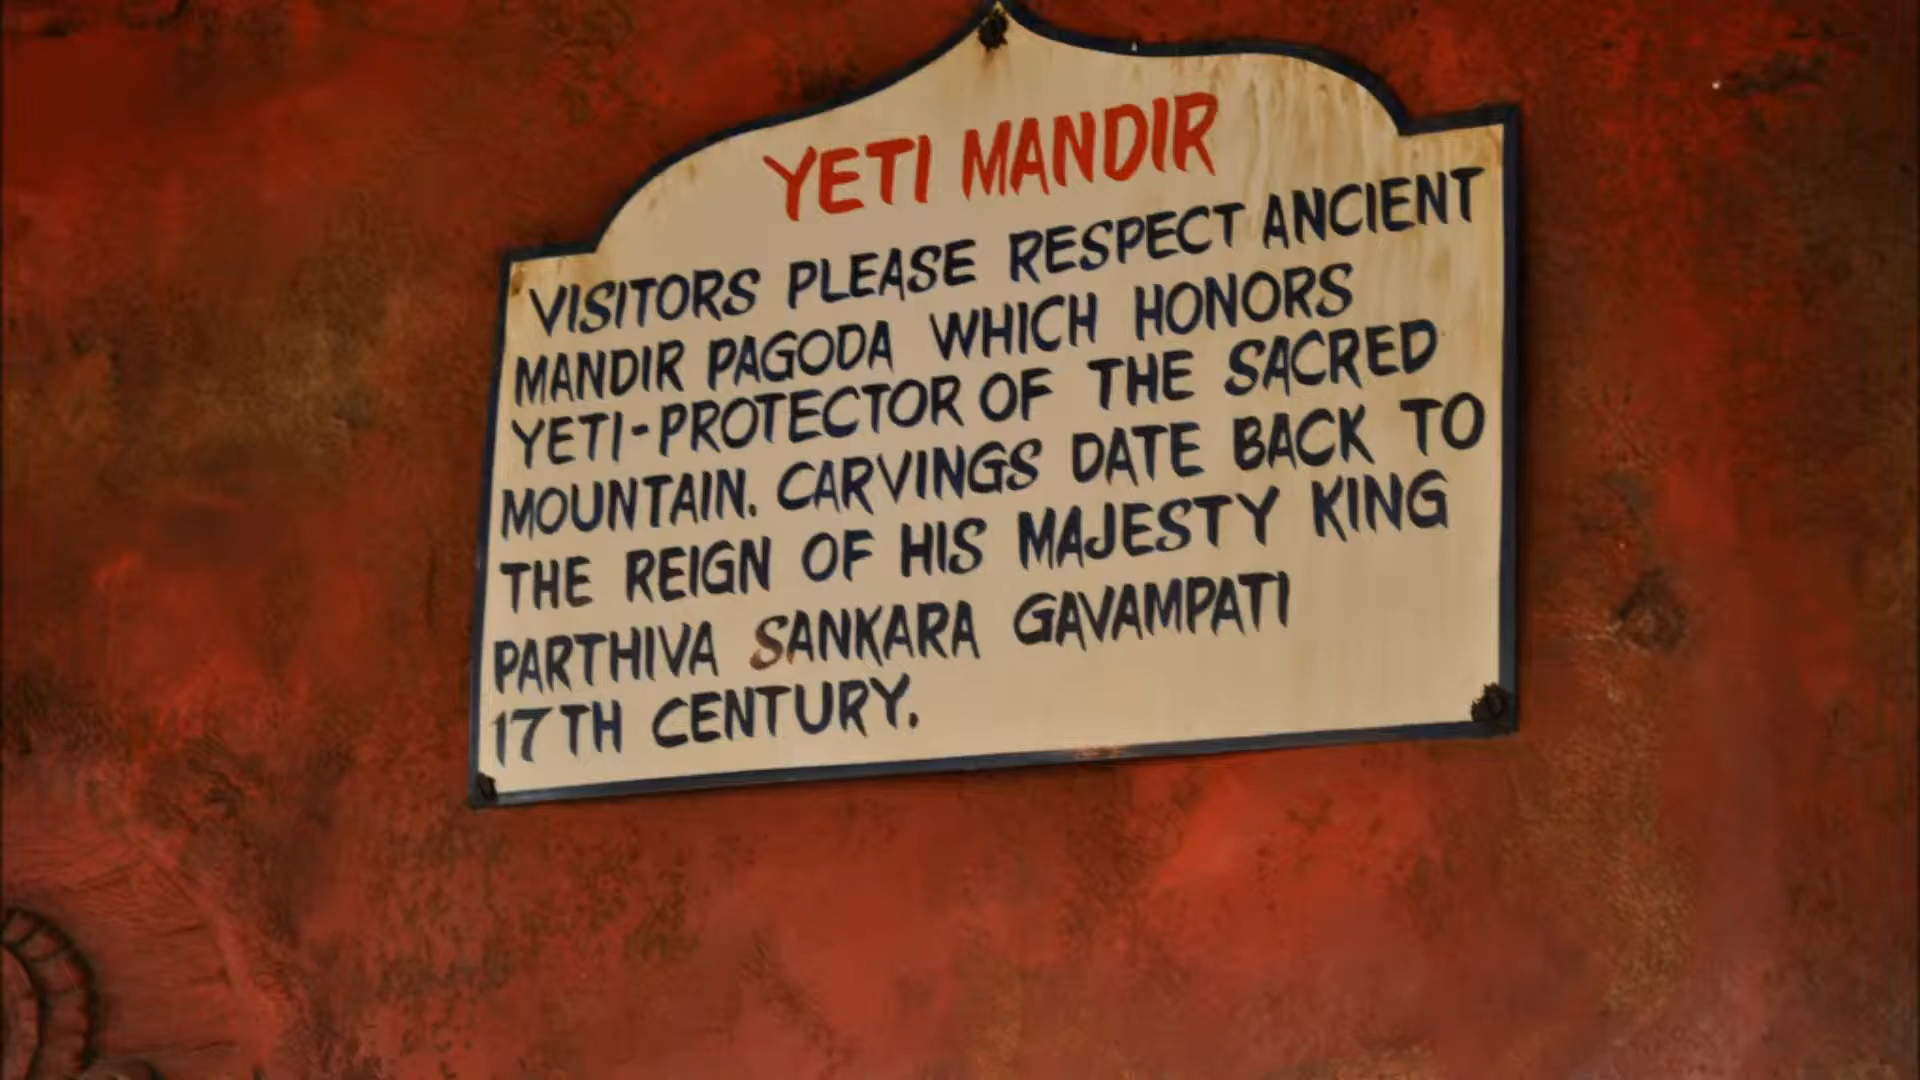 YETI MANDIR
VISITORS PLEASE RESPECT ANCIENT
MANDIR PAGODA WHICH HONORS
YETI-PROTECTOR OF THE SACRED
MOUNTAIN. CARVINGS DATE BACK TO
THE REIGN OF HIS MAJESTY KING
PARTHIVA SANKARA GAVAMPATI
17TH CENTURY.